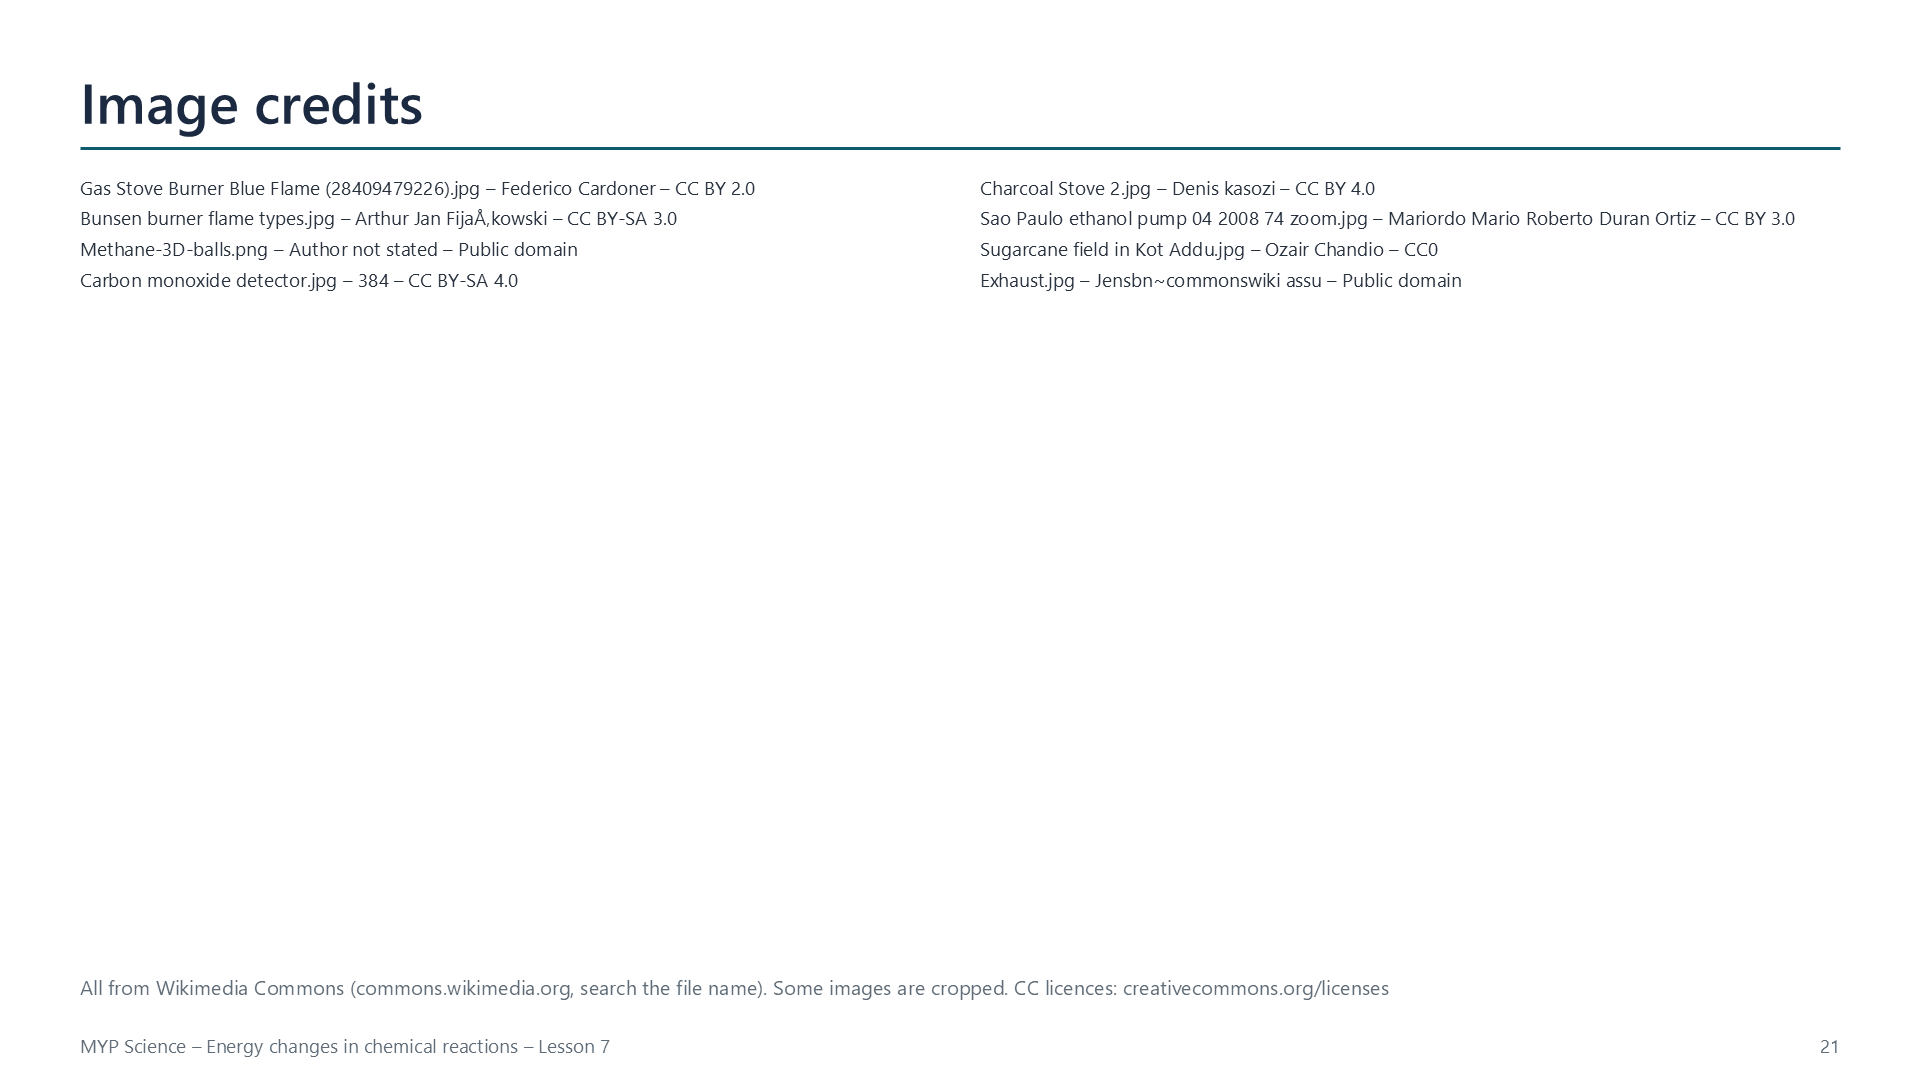 Image credits
Gas Stove Burner Blue Flame (28409479226).jpg – Federico Cardoner – CC BY 2.0
Bunsen burner flame types.jpg – Arthur Jan FijaÅ‚kowski – CC BY-SA 3.0
Methane-3D-balls.png – Author not stated – Public domain
Carbon monoxide detector.jpg – 384 – CC BY-SA 4.0
Charcoal Stove 2.jpg – Denis kasozi – CC BY 4.0
Sao Paulo ethanol pump 04 2008 74 zoom.jpg – Mariordo Mario Roberto Duran Ortiz – CC BY 3.0
Sugarcane field in Kot Addu.jpg – Ozair Chandio – CC0
Exhaust.jpg – Jensbn~commonswiki assu – Public domain
All from Wikimedia Commons (commons.wikimedia.org, search the file name). Some images are cropped. CC licences: creativecommons.org/licenses
MYP Science – Energy changes in chemical reactions – Lesson 7
21